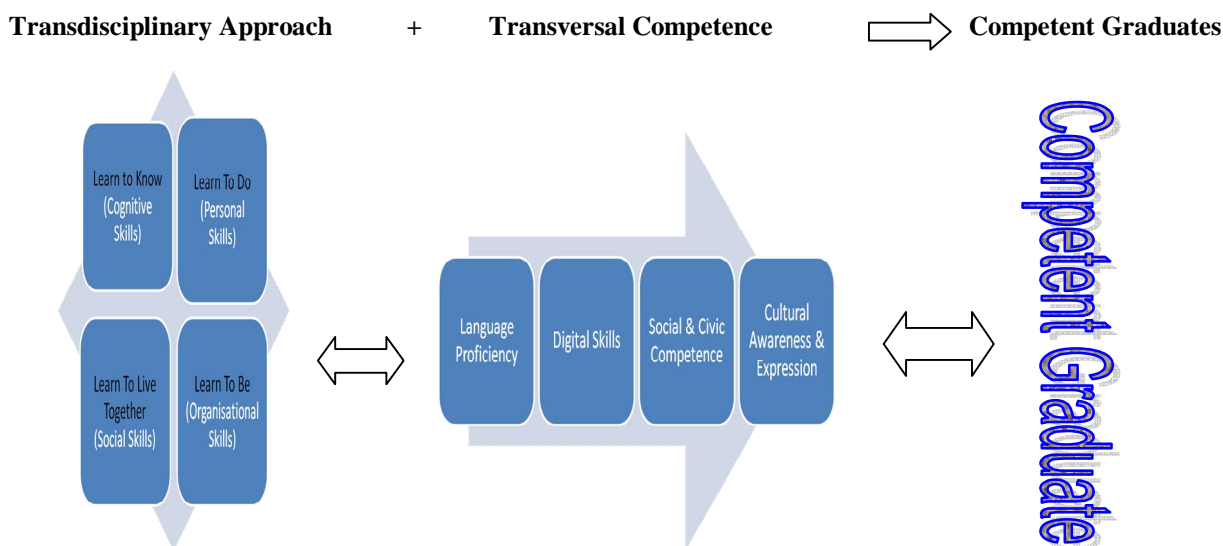 Transdisciplinary Approach + Transversal Competence Competent Graduates
Learn to Know
(Cognitive
Skills)
Learn To Do
(Personal
Skills)
Learn To Live
Together
(Social Skills)
Learn To Be
(Organisational
Skills)
Language
Proficiency
Digital Skills
Social & Civic
Competence
Cultural
Awareness &
Expression
Competent Graduate